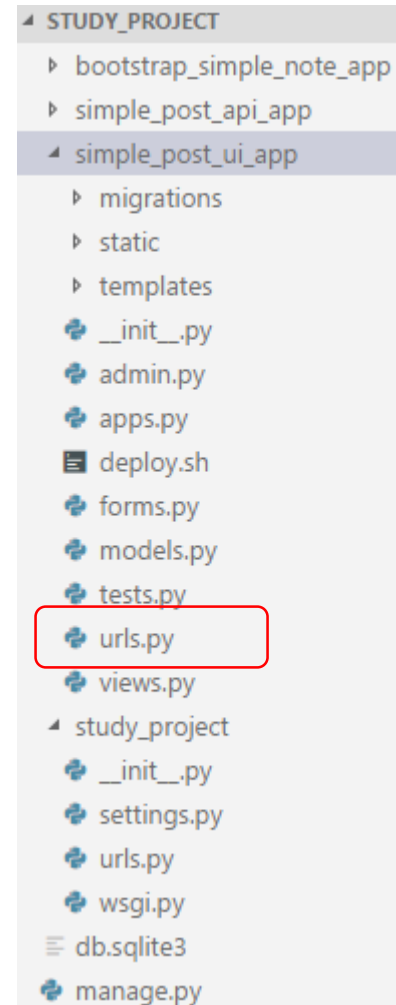 STUDY_PROJECT
bootstrap_simple_note_app
simple_post_api_app
simple_post_ui_app
migrations
static
templates
__init__.py
admin.py
apps.py
deploy.sh
forms.py
models.py
tests.py
urls.py
views.py
study_project
__init__.py
settings.py
urls.py
wsgi.py
db.sqlite3
manage.py